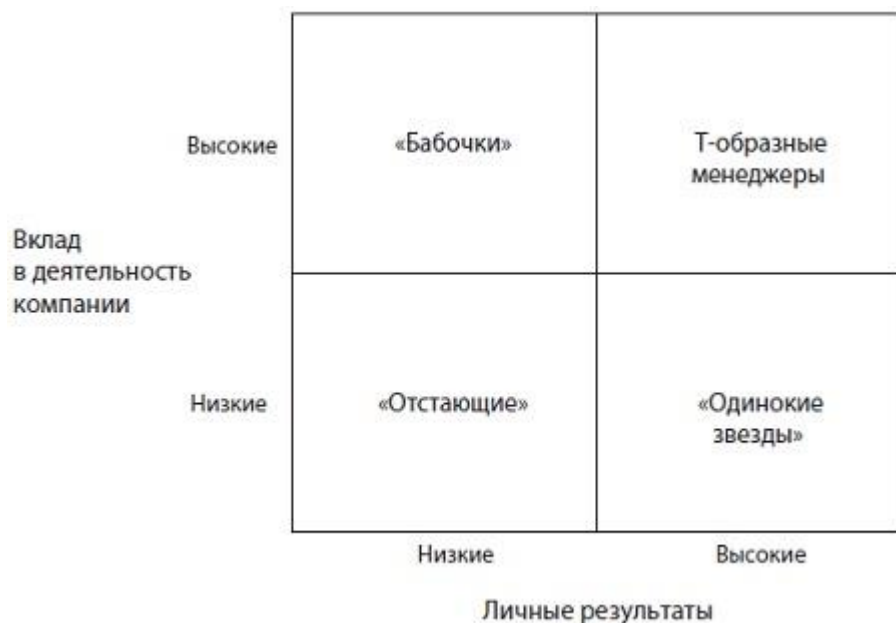 Высокие
«Бабочки»
Т-образные
менеджеры
Вклад
в деятельность
компании
Низкие
«Отстающие»
«Одинокие
звезды»
Низкие
Высокие
Личные результаты